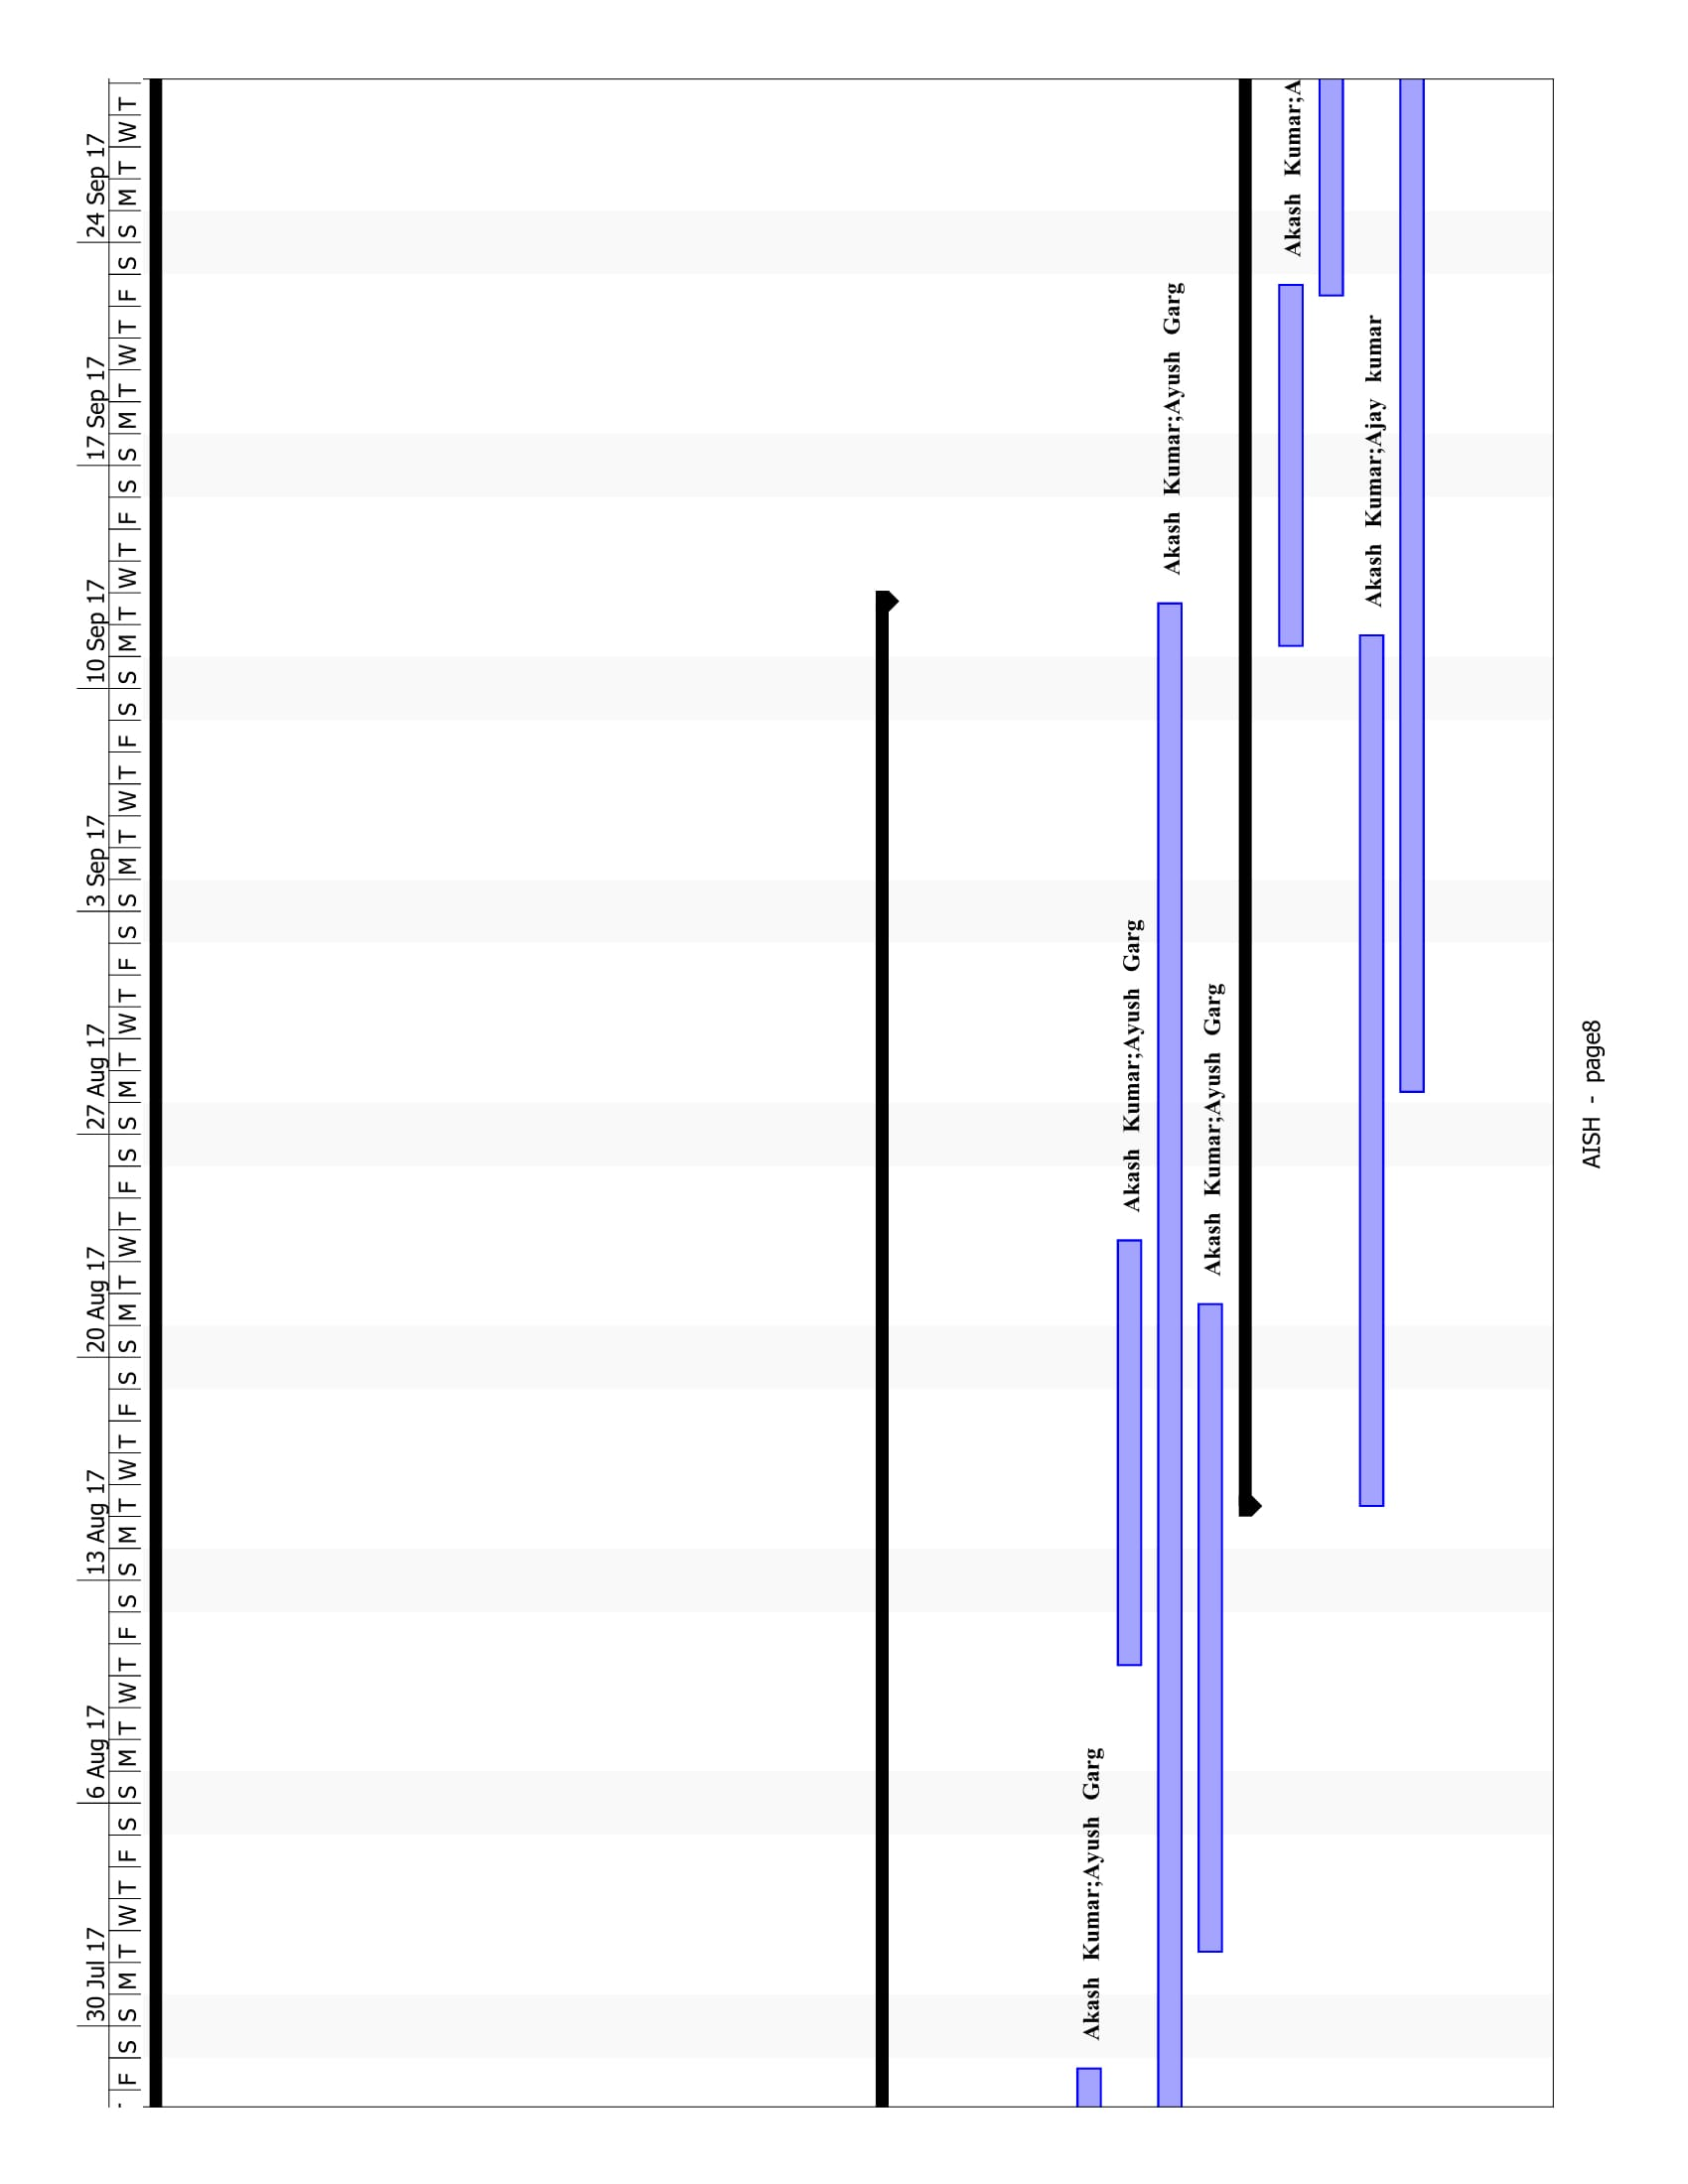 30 Jul 17 6 Aug 17 13 Aug 17 20 Aug 17 27 Aug 17 3 Sep 17 10 Sep 17 17 Sep 17 24 Sep 17
F S S M T W T F S S M T W T F S S M T W T F S S M T W T F S S M T W T F S S M T W T F S S M T W T F S S M T W T F S S M T W T
Akash Kumar;Ayush Garg
Akash Kumar;Ayush Garg
Akash Kumar;Ayush Garg
Akash Kumar;Ayush Garg
Akash Kumar;A
Akash Kumar;Ajay kumar
AISH - page8